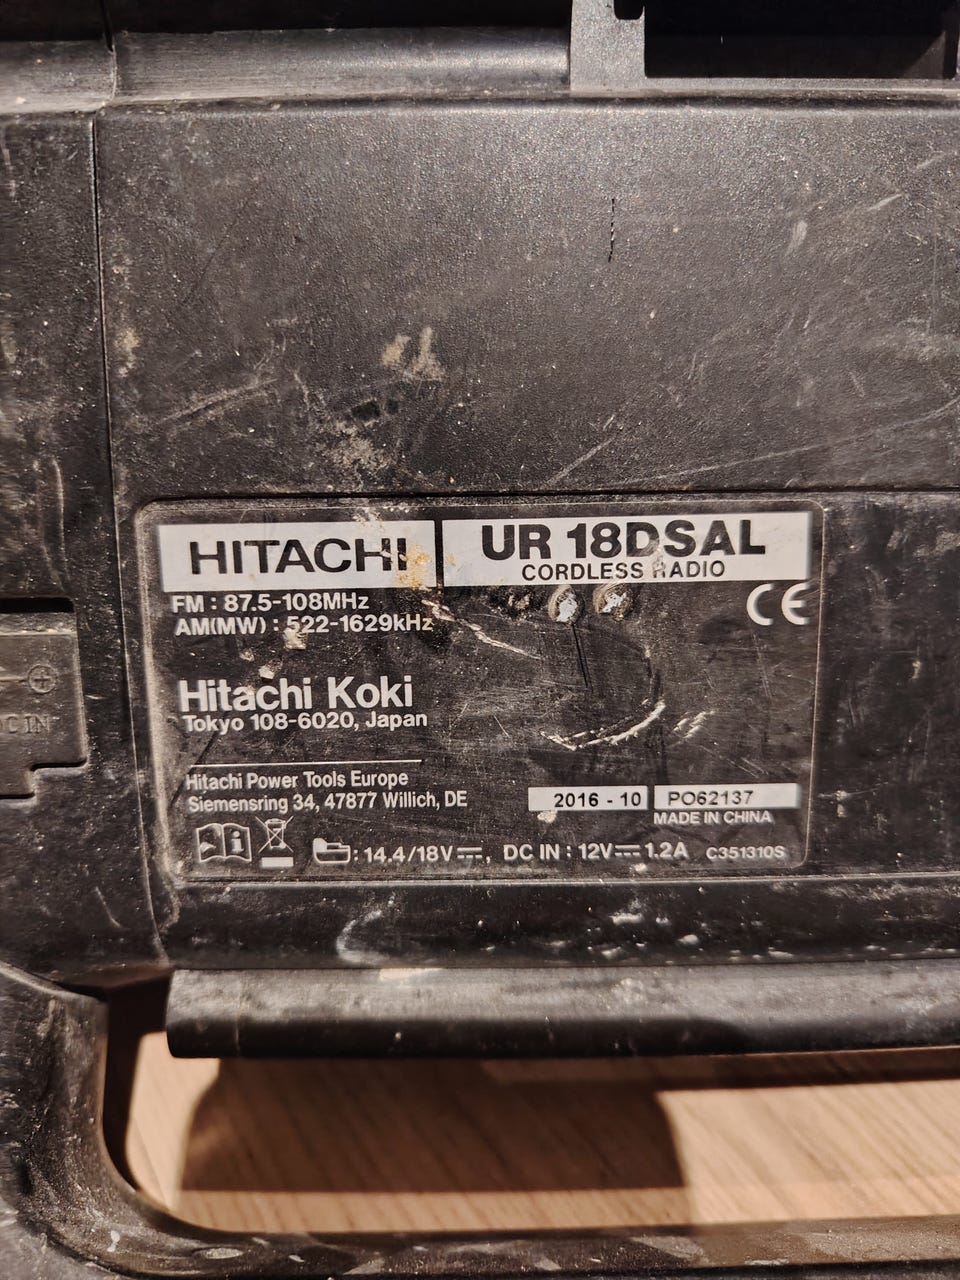 HITACHI
UR 18DSAL
CORDLESS RADIO
FM : 87.5-108MHz
AM(MW) : 522-1629kHz
CE
Hitachi Koki
Tokyo 108-6020, Japan
DC IN
Hitachi Power Tools Europe
Siemensring 34, 47877 Willich, DE
2016 - 10
PO62137
MADE IN CHINA
i
: 14.4/18V⎓, DC IN : 12V⎓1.2A
C351310S